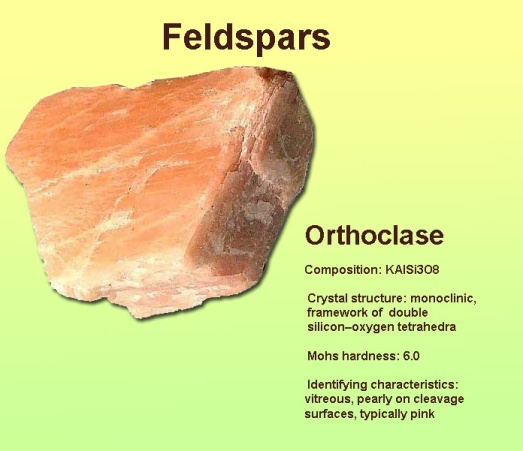 Feldspars
Orthoclase
Composition: KAlSi3O8
Crystal structure: monoclinic,
framework of double
silicon–oxygen tetrahedra
Mohs hardness: 6.0
Identifying characteristics:
vitreous, pearly on cleavage
surfaces, typically pink